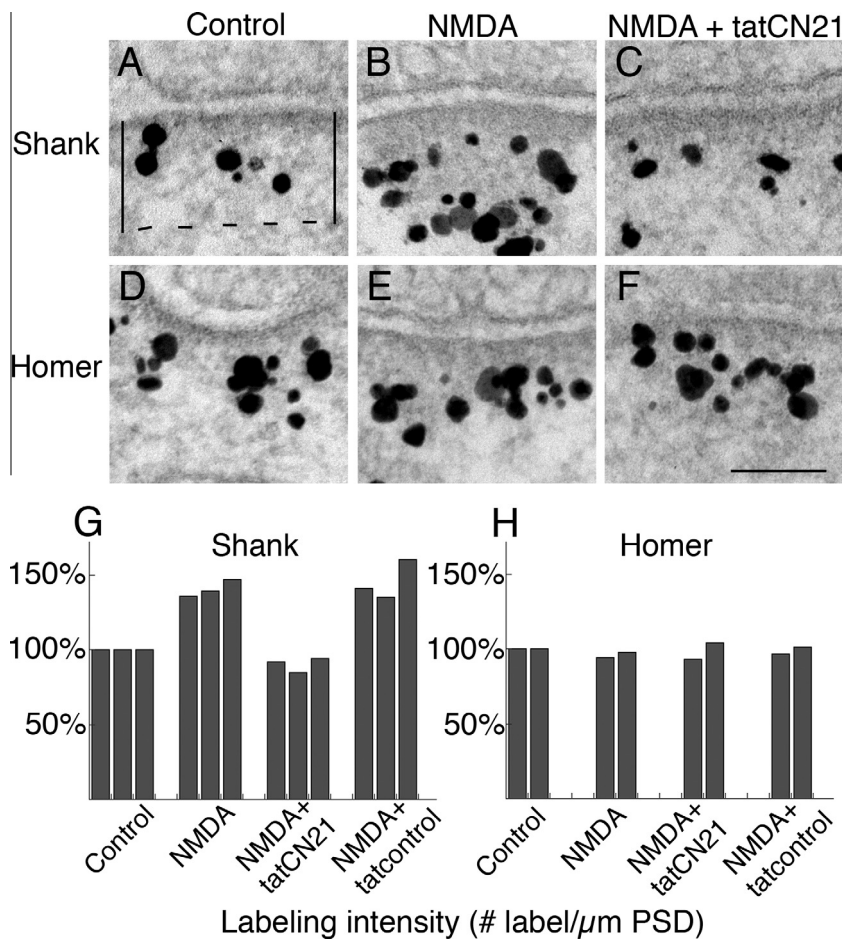 Control NMDA NMDA + tatCN21
A B C
Shank
D E F
Homer
G Shank
150%
100%
50%
Control NMDA NMDA+ tatCN21 NMDA+ tatcontrol
H Homer
150%
100%
50%
Control NMDA NMDA+ tatCN21 NMDA+ tatcontrol
Labeling intensity (# label/µm PSD)